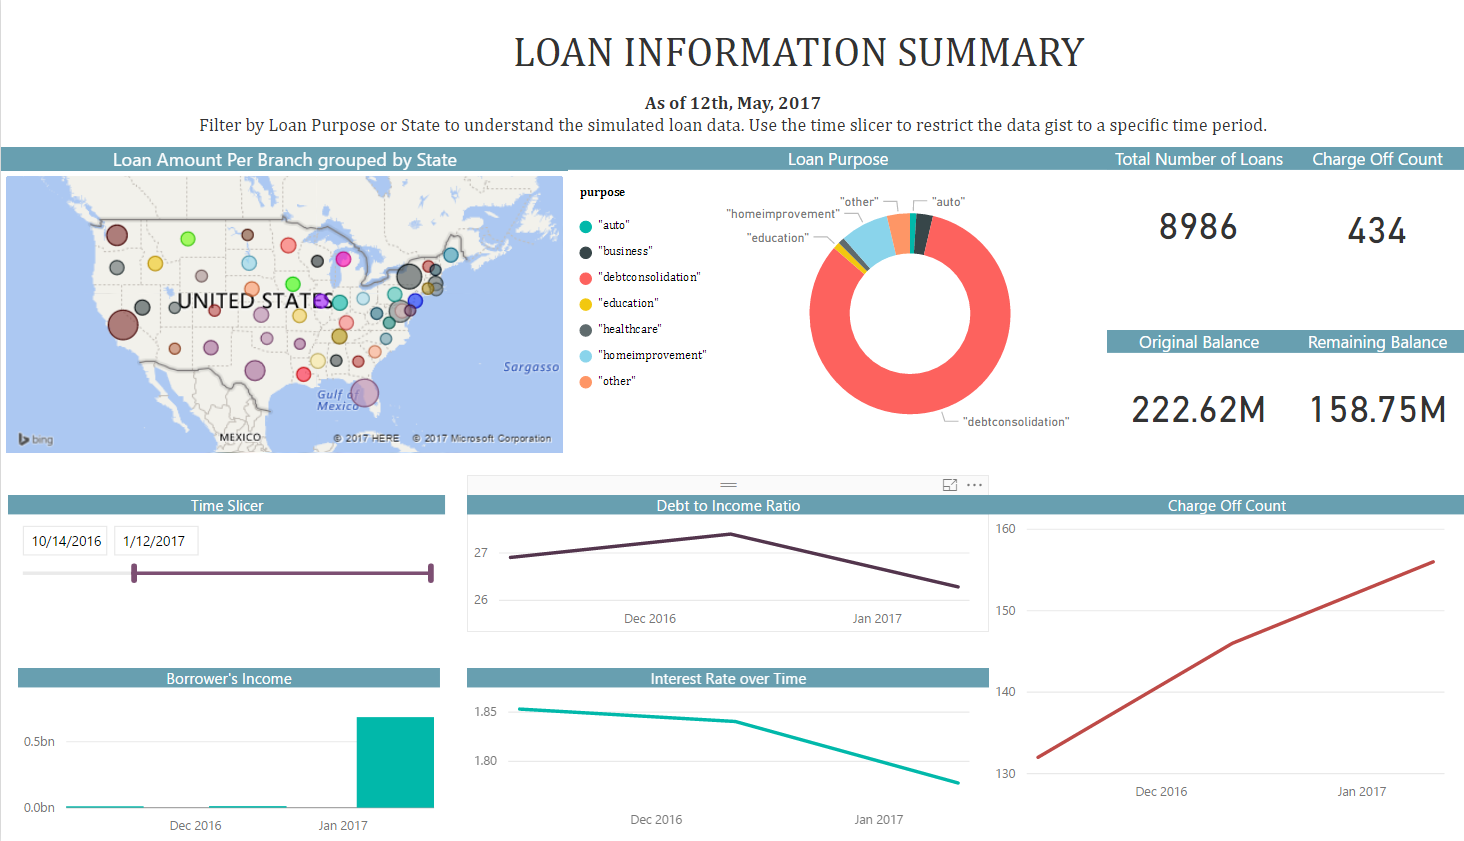 LOAN INFORMATION SUMMARY
As of 12th, May, 2017
Filter by Loan Purpose or State to understand the simulated loan data. Use the time slicer to restrict the data gist to a specific time period.
Loan Amount Per Branch grouped by State
UNITED STATES
Sargasso
Gulf of
Mexico
MEXICO
bing
© 2017 HERE © 2017 Microsoft Corporation
Loan Purpose
purpose
"auto"
"business"
"debtconsolidation"
"education"
"healthcare"
"homeimprovement"
"other"
"other"
"auto"
"homeimprovement"
"education"
"debtconsolidation"
Total Number of Loans
8986
Charge Off Count
434
Original Balance
222.62M
Remaining Balance
158.75M
Time Slicer
10/14/2016
1/12/2017
Debt to Income Ratio
27
26
Dec 2016
Jan 2017
Charge Off Count
160
150
140
130
Dec 2016
Jan 2017
Borrower's Income
0.5bn
0.0bn
Dec 2016
Jan 2017
Interest Rate over Time
1.85
1.80
Dec 2016
Jan 2017